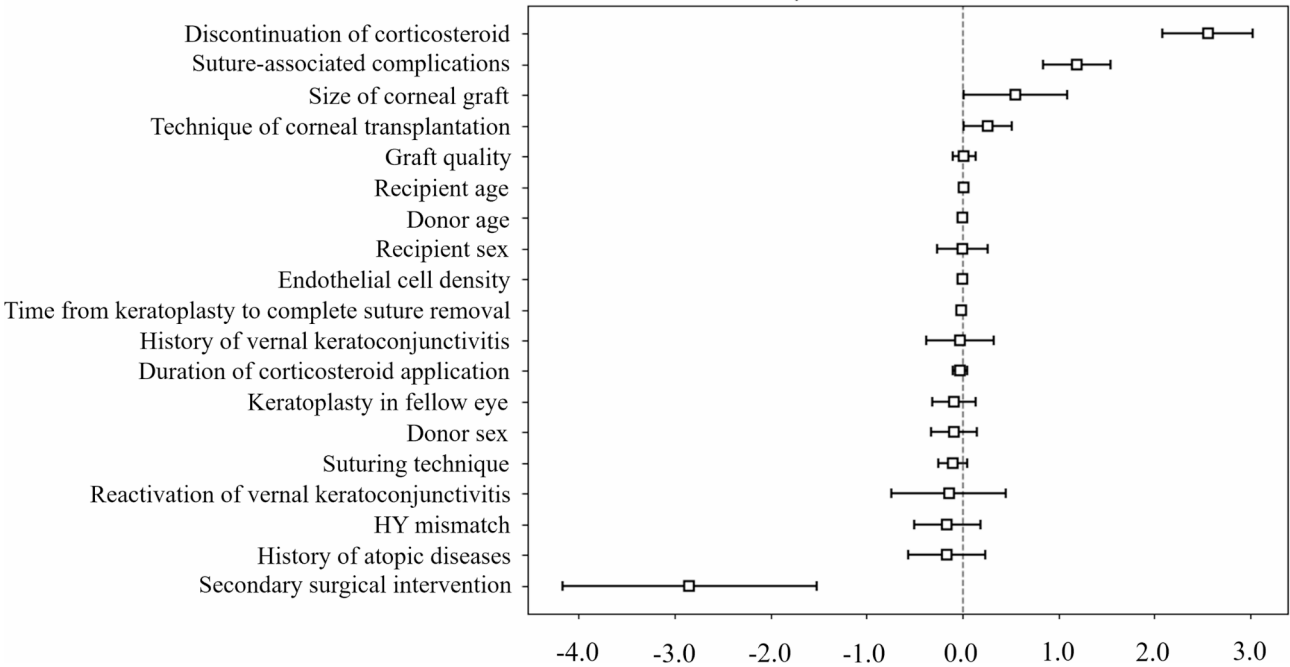 Discontinuation of corticosteroid
Suture-associated complications
Size of corneal graft
Technique of corneal transplantation
Graft quality
Recipient age
Donor age
Recipient sex
Endothelial cell density
Time from keratoplasty to complete suture removal
History of vernal keratoconjunctivitis
Duration of corticosteroid application
Keratoplasty in fellow eye
Donor sex
Suturing technique
Reactivation of vernal keratoconjunctivitis
HY mismatch
History of atopic diseases
Secondary surgical intervention
-4.0 -3.0 -2.0 -1.0 0.0 1.0 2.0 3.0